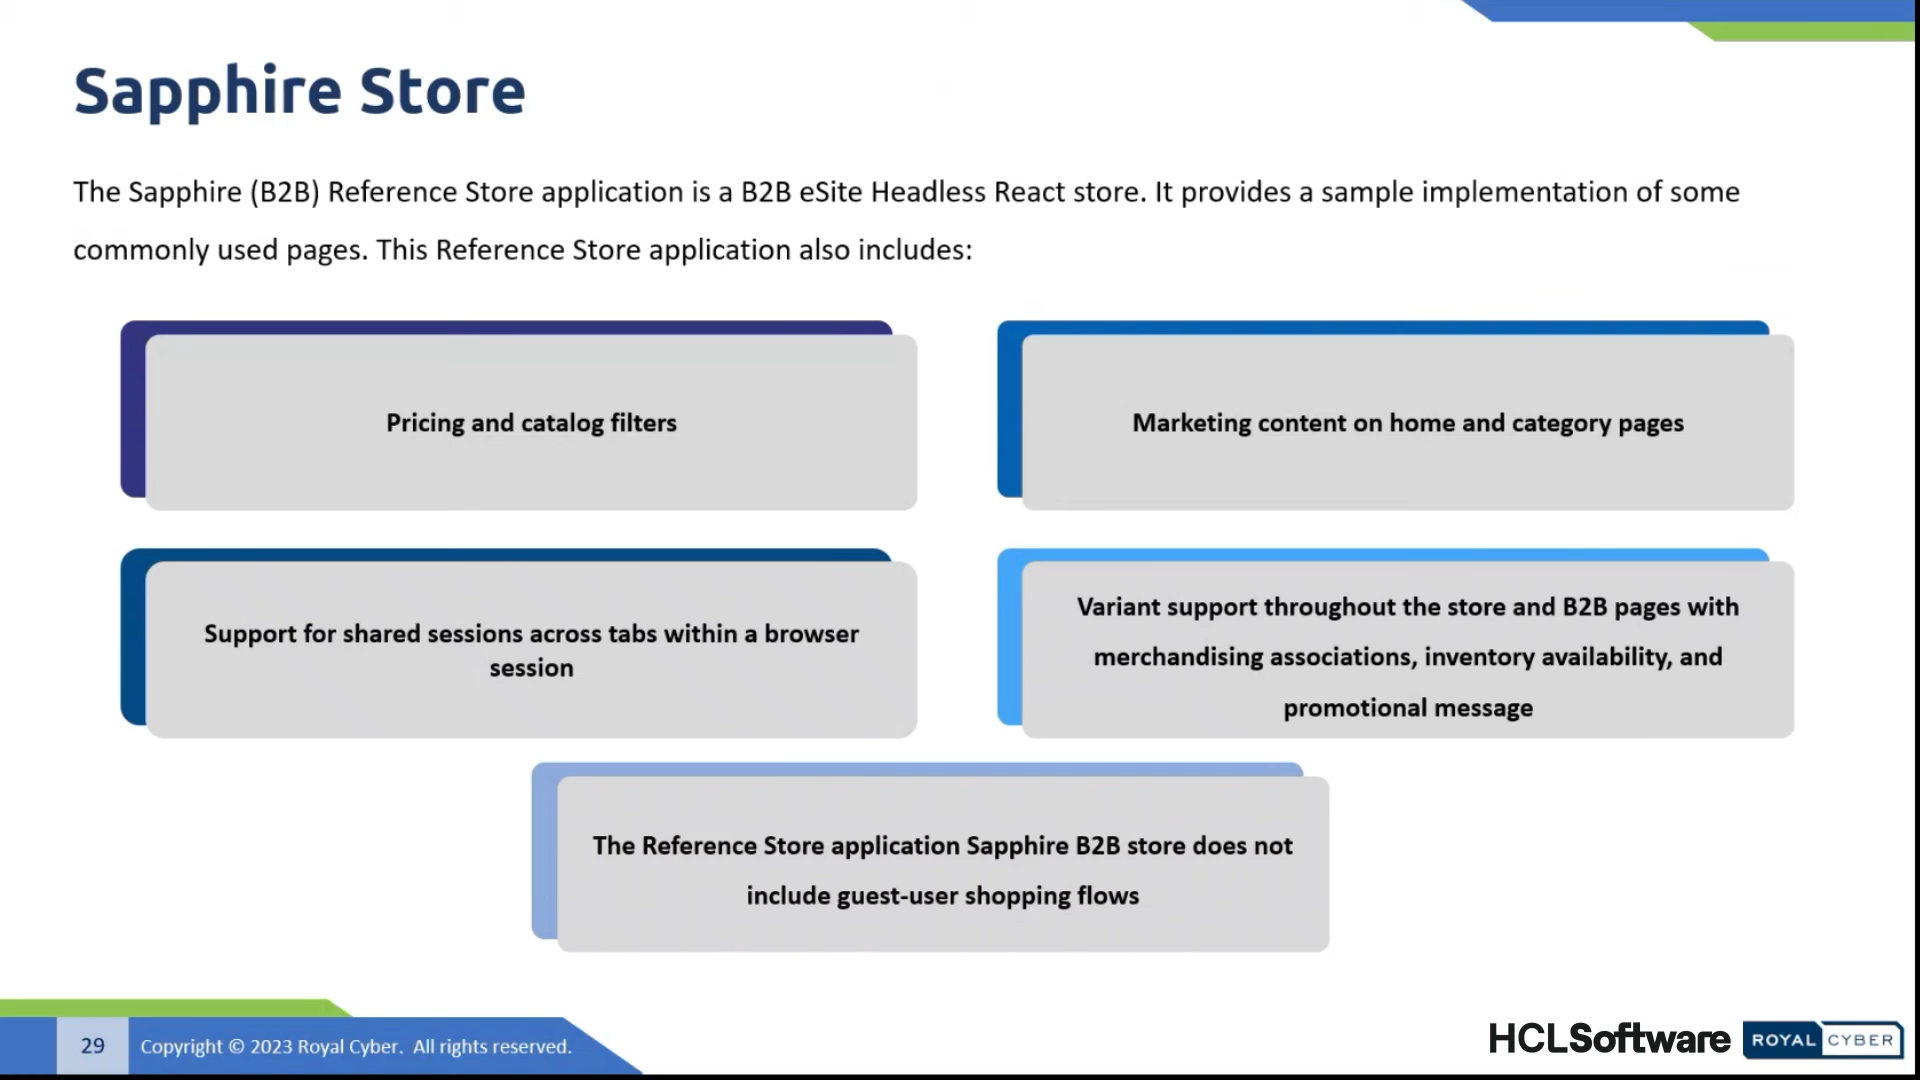 Sapphire Store
The Sapphire (B2B) Reference Store application is a B2B eSite Headless React store. It provides a sample implementation of some
commonly used pages. This Reference Store application also includes:
Pricing and catalog filters
Marketing content on home and category pages
Support for shared sessions across tabs within a browser
session
Variant support throughout the store and B2B pages with
merchandising associations, inventory availability, and
promotional message
The Reference Store application Sapphire B2B store does not
include guest-user shopping flows
29
Copyright © 2023 Royal Cyber. All rights reserved.
HCLSoftware
ROYAL CYBER